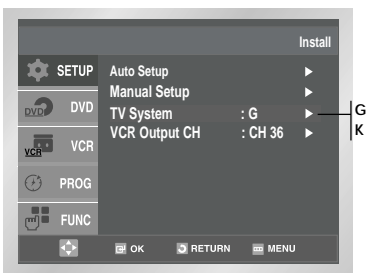 Install
SETUP
DVD
VCR
PROG
FUNC
Auto Setup ►
Manual Setup ►
TV System : G ►
VCR Output CH : CH 36 ►
G
K
DVD
VCR
OK RETURN MENU